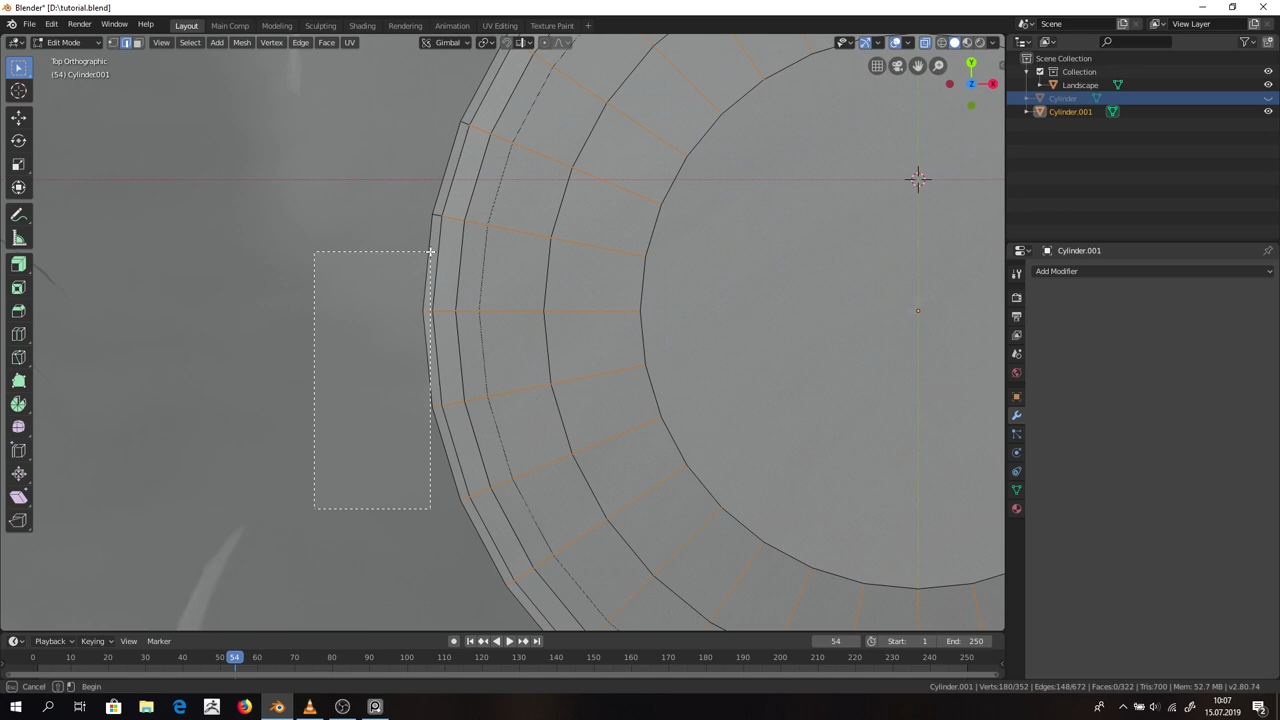 Blender* [D:\tutorial.blend]
File Edit Render Window Help Layout Main Comp Modeling Sculpting Shading Rendering Animation UV Editing Texture Paint + Scene View Layer
Edit Mode View Select Add Mesh Vertex Edge Face UV Gimbal
Top Orthographic
(54) Cylinder.001
Y
X
Z
Scene Collection
Collection
Landscape
Cylinder
Cylinder.001
Cylinder.001
Add Modifier
Playback Keying View Marker 54 Start: 1 End: 250
0 10 20 30 40 50 54 60 70 80 90 100 110 120 130 140 150 160 170 180 190 200 210 220 230 240 250
Cancel Begin Cylinder.001 | Verts:180/352 | Edges:148/672 | Faces:0/322 | Tris:700 | Mem: 52.7 MB | v2.80.74
10:07
15.07.2019
2